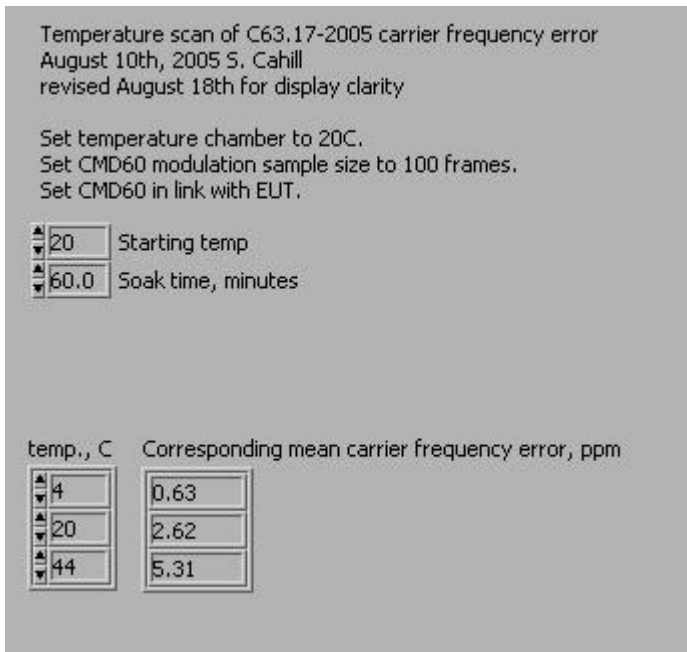 Temperature scan of C63.17-2005 carrier frequency error
August 10th, 2005 S. Cahill
revised August 18th for display clarity
Set temperature chamber to 20C.
Set CMD60 modulation sample size to 100 frames.
Set CMD60 in link with EUT.
20 Starting temp
60.0 Soak time, minutes
temp., C Corresponding mean carrier frequency error, ppm
4 0.63
20 2.62
44 5.31